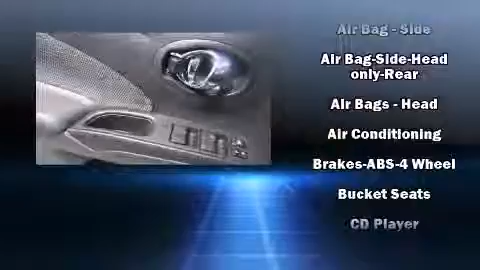 Air Bag - Side
Air Bag-Side-Head
only-Rear
Air Bags - Head
Air Conditioning
Brakes-ABS-4 Wheel
Bucket Seats
CD Player